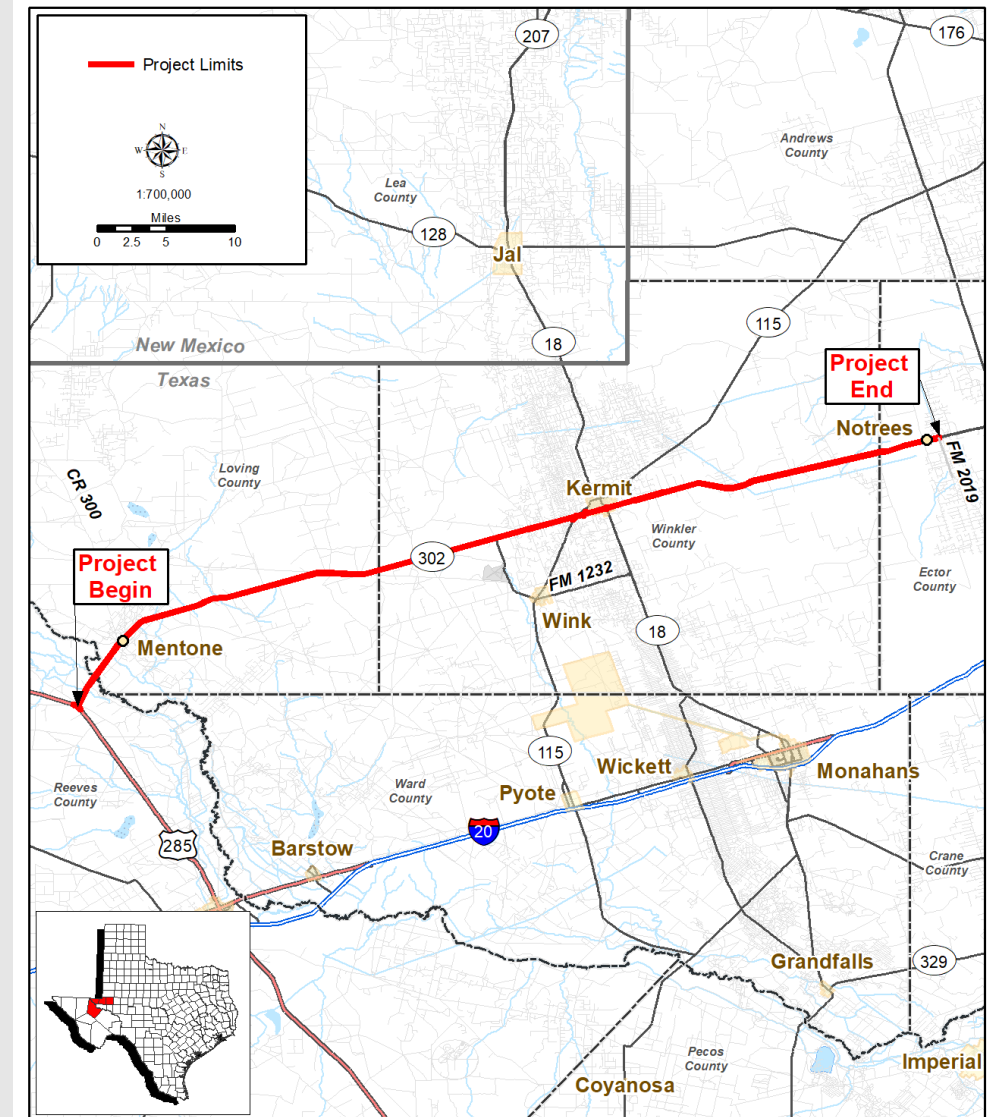 Project Limits
N
W
E
S
1:700,000
Miles
0 2.5 5 10
207
176
Andrews
County
Lea
County
128
Jal
115
18
New Mexico
Texas
Project
End
Notrees
FM 2019
CR 300
Loving
County
Kermit
Winkler
County
302
FM 1232
Ector
County
Project
Begin
Wink
18
Mentone
115
Wickett
Monahans
Reeves
County
Ward
County
Pyote
20
285
Barstow
Crane
County
Grandfalls
329
Pecos
County
Imperial
Coyanosa